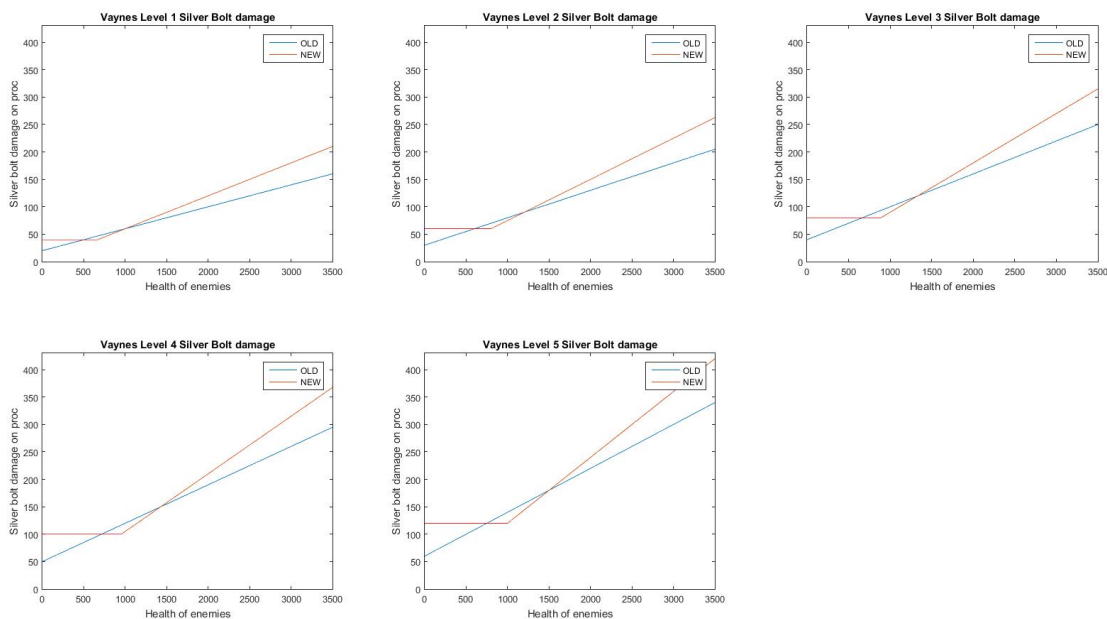 Vaynes Level 1 Silver Bolt damage
Silver bolt damage on proc
400
350
300
250
200
150
100
50
0
OLD
NEW
0 500 1000 1500 2000 2500 3000 3500
Health of enemies
Vaynes Level 2 Silver Bolt damage
Silver bolt damage on proc
400
350
300
250
200
150
100
50
0
OLD
NEW
0 500 1000 1500 2000 2500 3000 3500
Health of enemies
Vaynes Level 3 Silver Bolt damage
Silver bolt damage on proc
400
350
300
250
200
150
100
50
0
OLD
NEW
0 500 1000 1500 2000 2500 3000 3500
Health of enemies
Vaynes Level 4 Silver Bolt damage
Silver bolt damage on proc
400
350
300
250
200
150
100
50
0
OLD
NEW
0 500 1000 1500 2000 2500 3000 3500
Health of enemies
Vaynes Level 5 Silver Bolt damage
Silver bolt damage on proc
400
350
300
250
200
150
100
50
0
OLD
NEW
0 500 1000 1500 2000 2500 3000 3500
Health of enemies